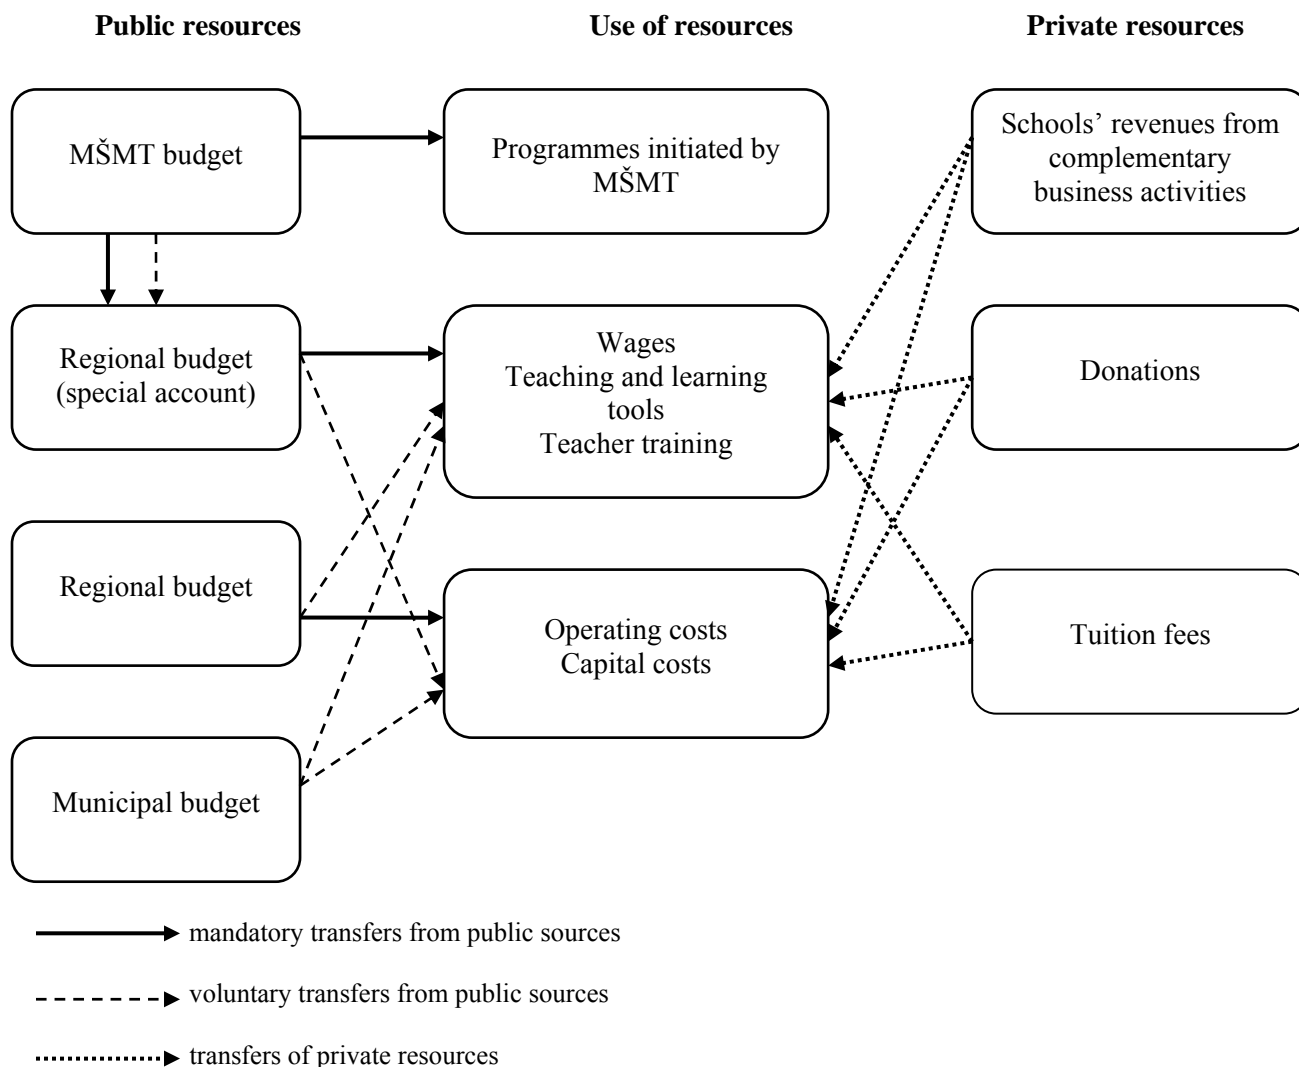 Public resources
Use of resources
Private resources
MŠMT budget
Programmes initiated by
MŠMT
Schools’ revenues from
complementary
business activities
Regional budget
(special account)
Wages
Teaching and learning
tools
Teacher training
Donations
Regional budget
Operating costs
Capital costs
Tuition fees
Municipal budget
mandatory transfers from public sources
voluntary transfers from public sources
transfers of private resources